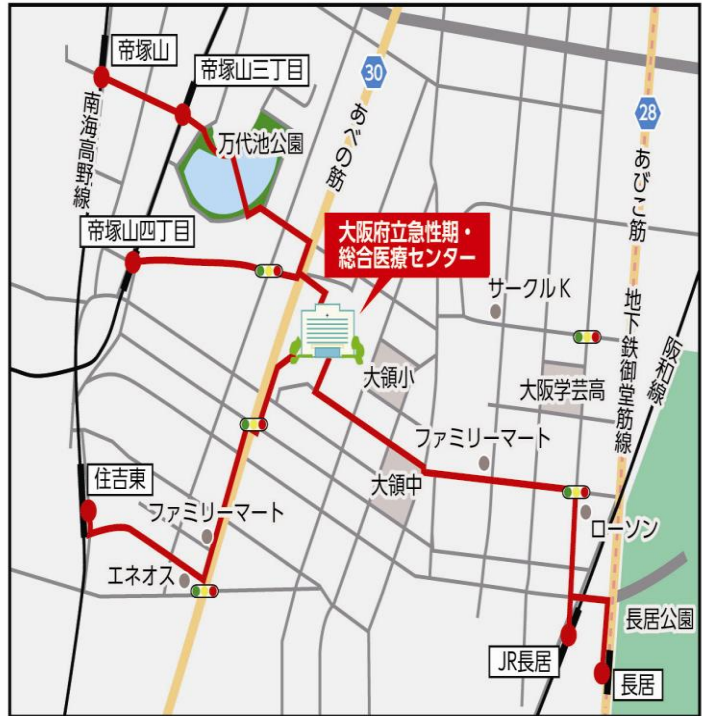 帝塚山
帝塚山三丁目
30
28
南海高野線
万代池公園
あべの筋
あびこ筋
帝塚山四丁目
大阪府立急性期・
総合医療センター
サークルK
地下鉄御堂筋線
阪和線
大領小
大阪学芸高
ファミリーマート
大領中
住吉東
ファミリーマート
ローソン
エネオス
長居公園
JR長居
長居